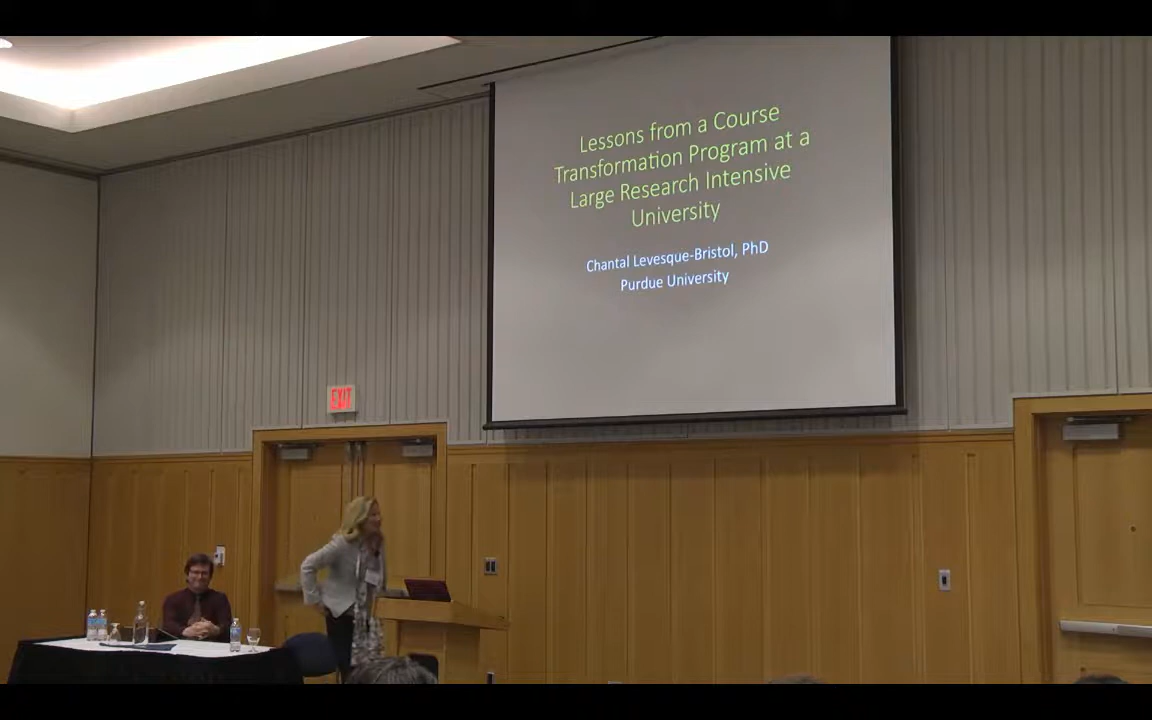 Lessons from a Course
Transformation Program at a
Large Research Intensive
University
Chantal Levesque-Bristol, PhD
Purdue University
EXIT